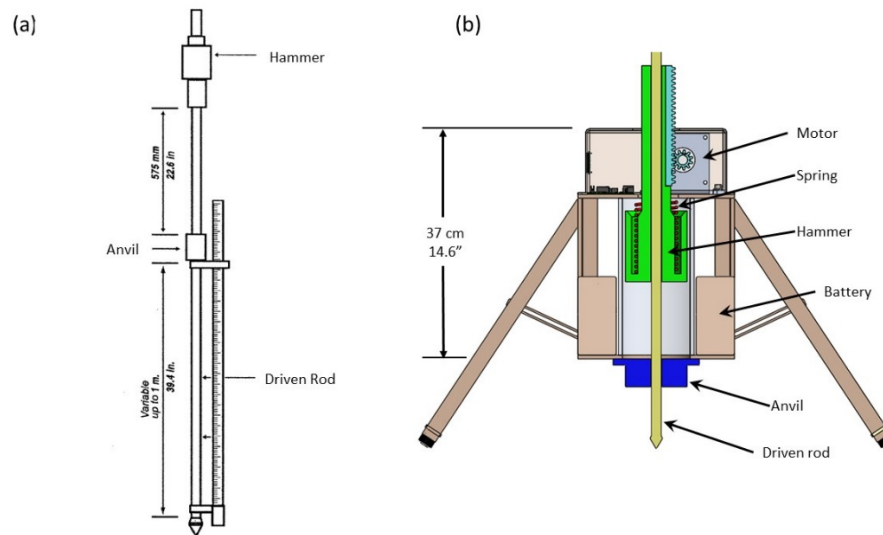 (a)
Hammer
575 mm
22.6 in
Anvil
Variable
up to 1 m.
39.4 in.
Driven Rod
(b)
Motor
Spring
37 cm
14.6”
Hammer
Battery
Anvil
Driven rod